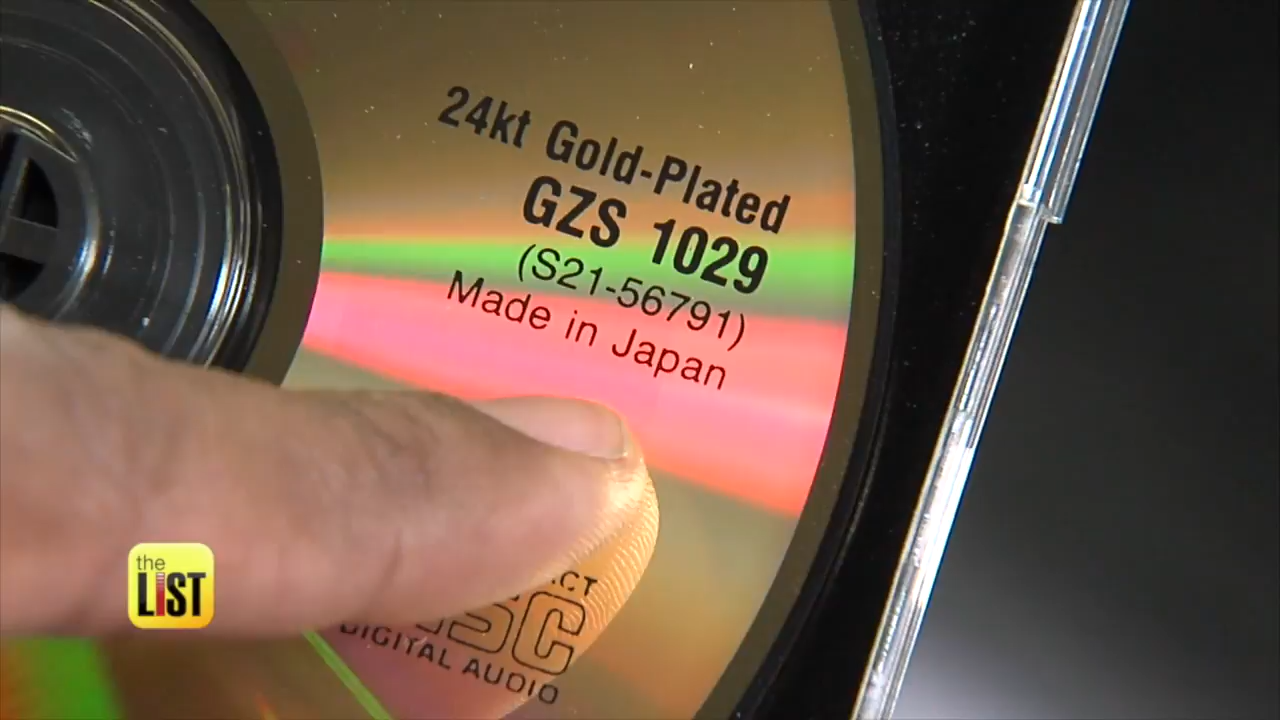 24kt Gold-Plated
GZS 1029
(S21-56791)
Made in Japan
DIGITAL AUDIO
the
LIST